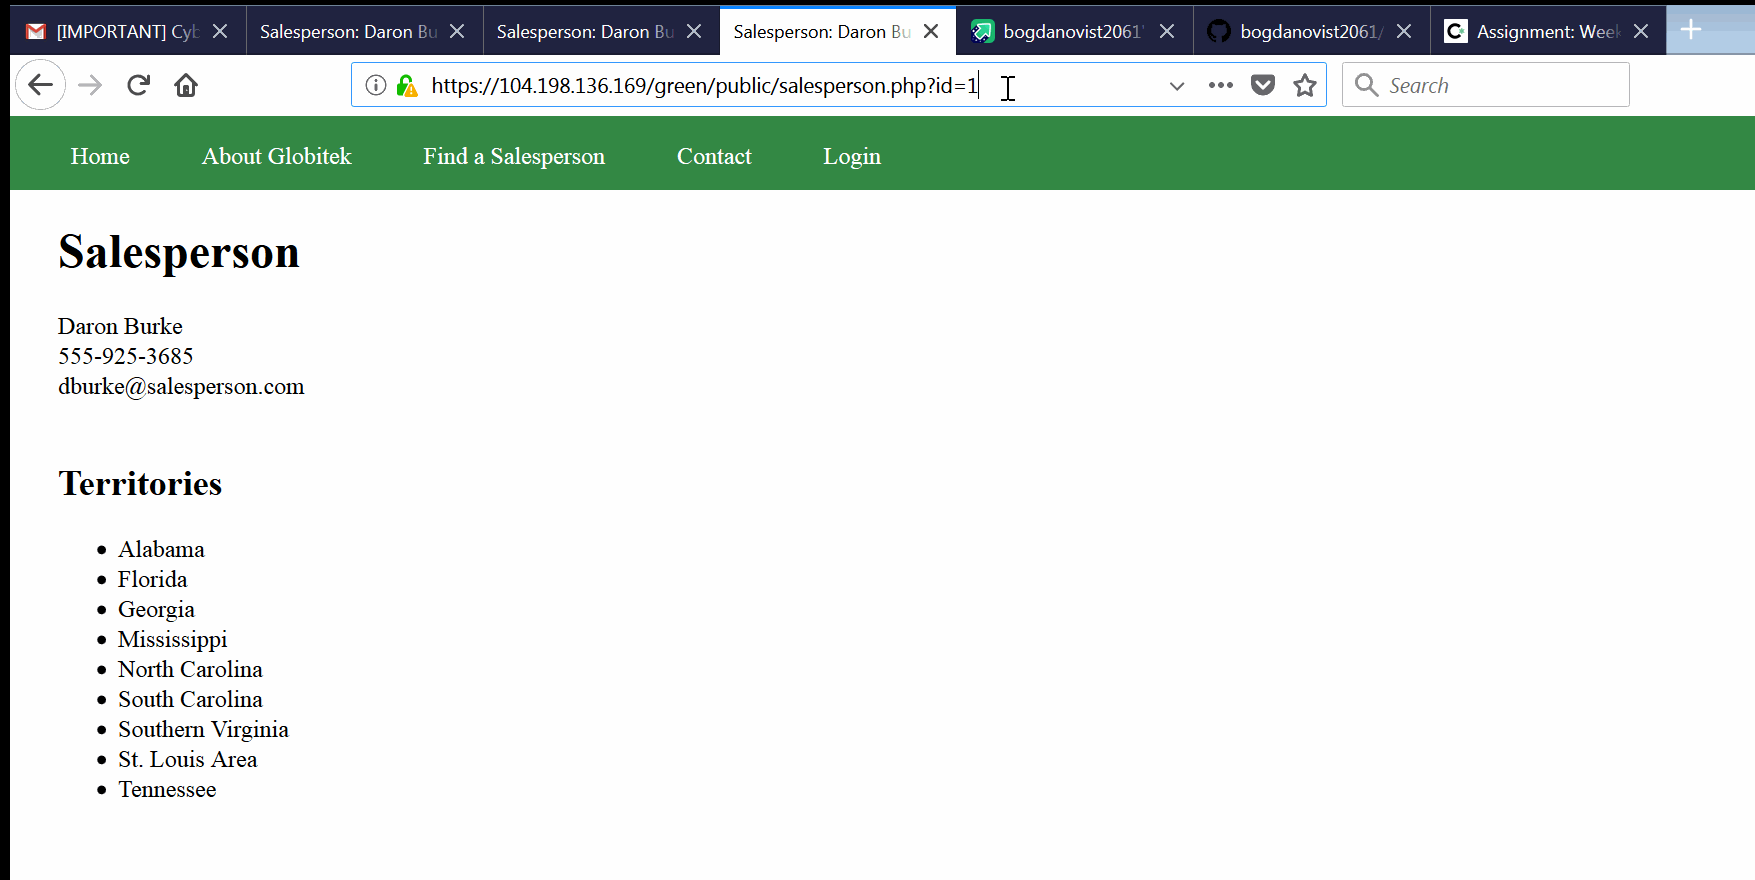 [IMPORTANT] Cyb
Salesperson: Daron Bu
Salesperson: Daron Bu
Salesperson: Daron Bu
bogdanovist2061'
bogdanovist2061/
C Assignment: Week
https://104.198.136.169/green/public/salesperson.php?id=1
Search
Home About Globitek Find a Salesperson Contact Login
Salesperson
Daron Burke
555-925-3685
dburke@salesperson.com
Territories
Alabama
Florida
Georgia
Mississippi
North Carolina
South Carolina
Southern Virginia
St. Louis Area
Tennessee